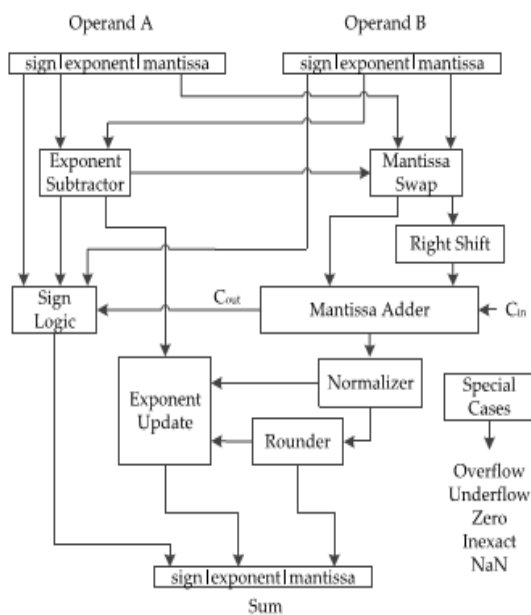 Operand A
Operand B
sign|exponent|mantissa
sign|exponent|mantissa
Exponent
Subtractor
Mantissa
Swap
Right Shift
Sign
Logic
Cout
Mantissa Adder
Cin
Exponent
Update
Normalizer
Rounder
Special
Cases
Overflow
Underflow
Zero
Inexact
NaN
sign|exponent|mantissa
Sum